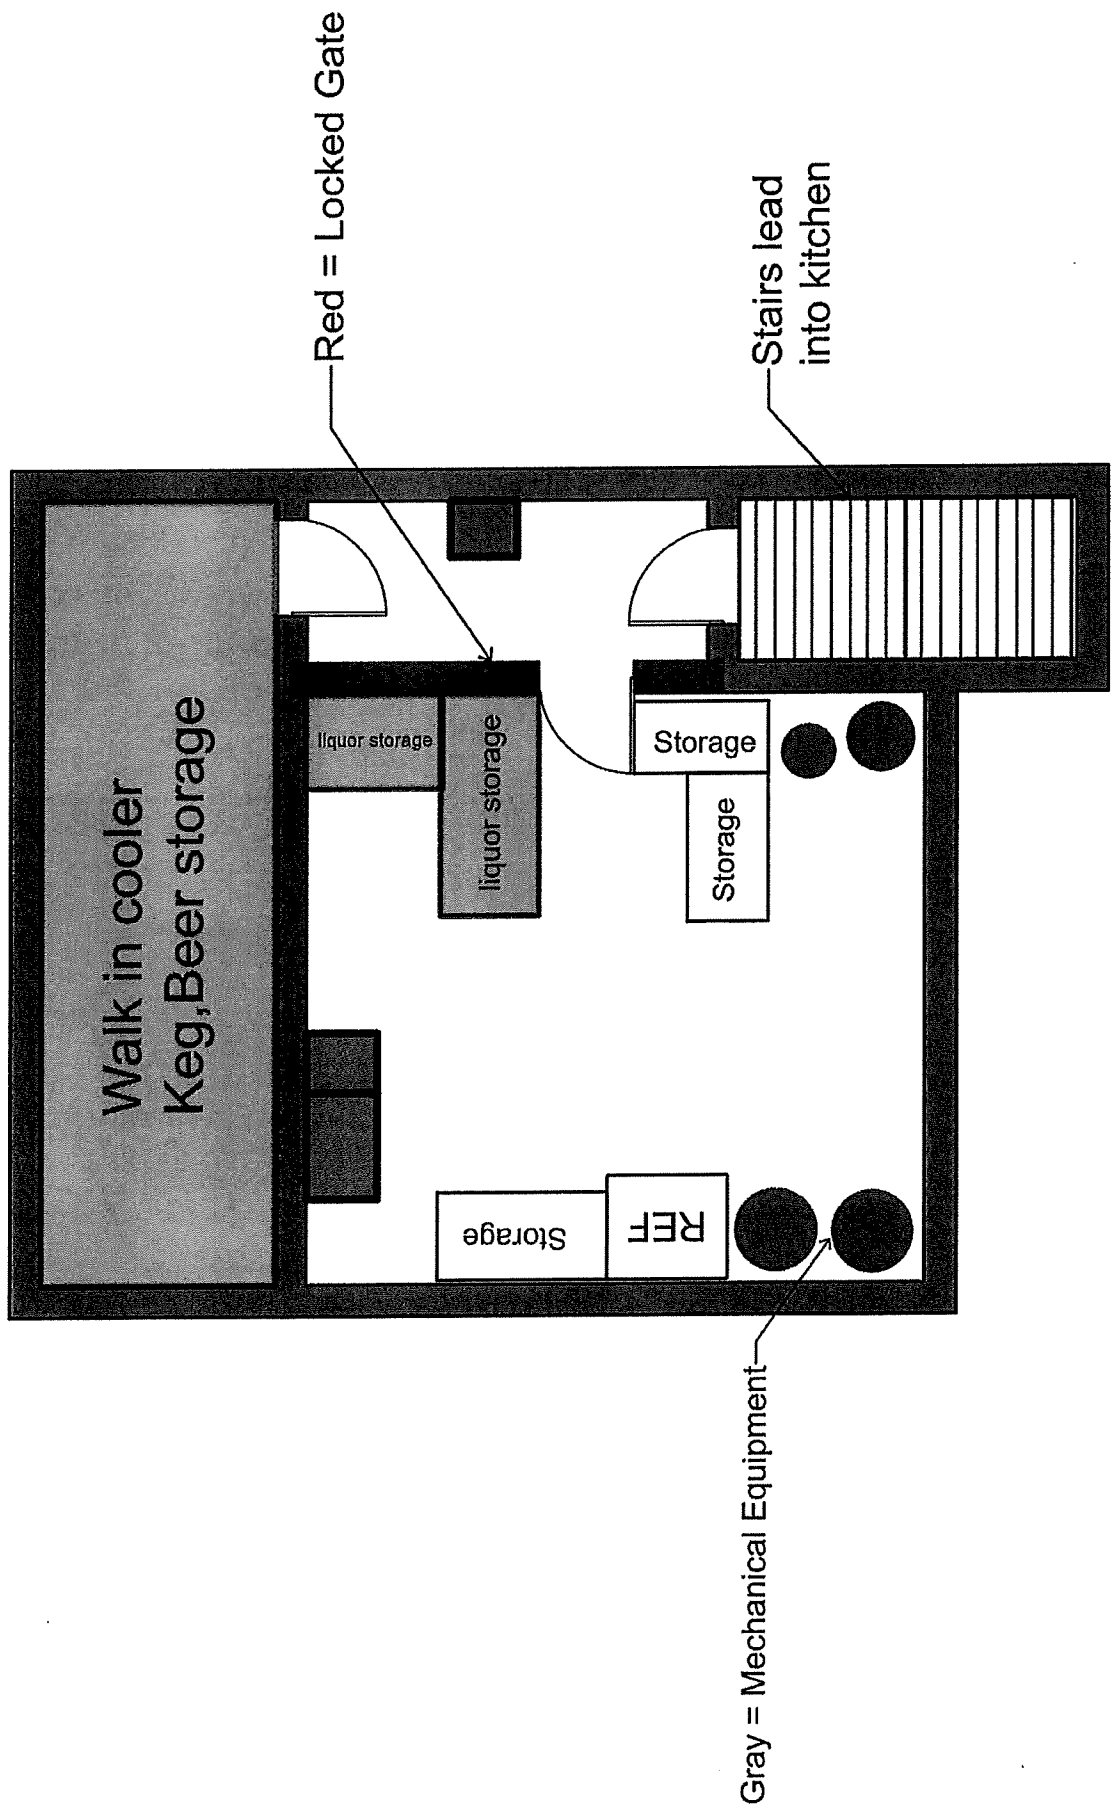 Red = Locked Gate
Stairs lead
into kitchen
Walk in cooler
Keg,Beer storage
liquor storage
liquor storage
Storage
Storage
Storage
REF
Gray = Mechanical Equipment